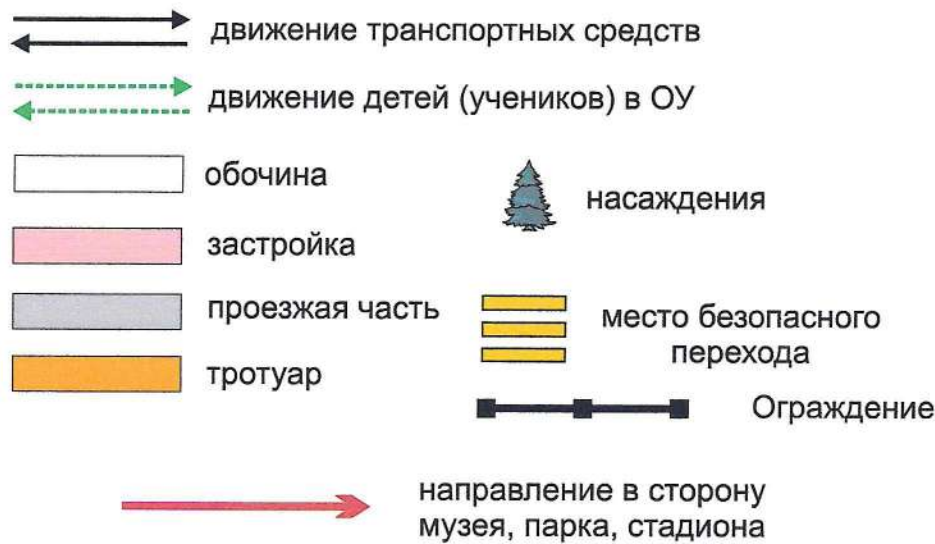 движение транспортных средств
движение детей (учеников) в ОУ
обочина
насаждения
застройка
проезжая часть
место безопасного
перехода
тротуар
Ограждение
направление в сторону
музея, парка, стадиона